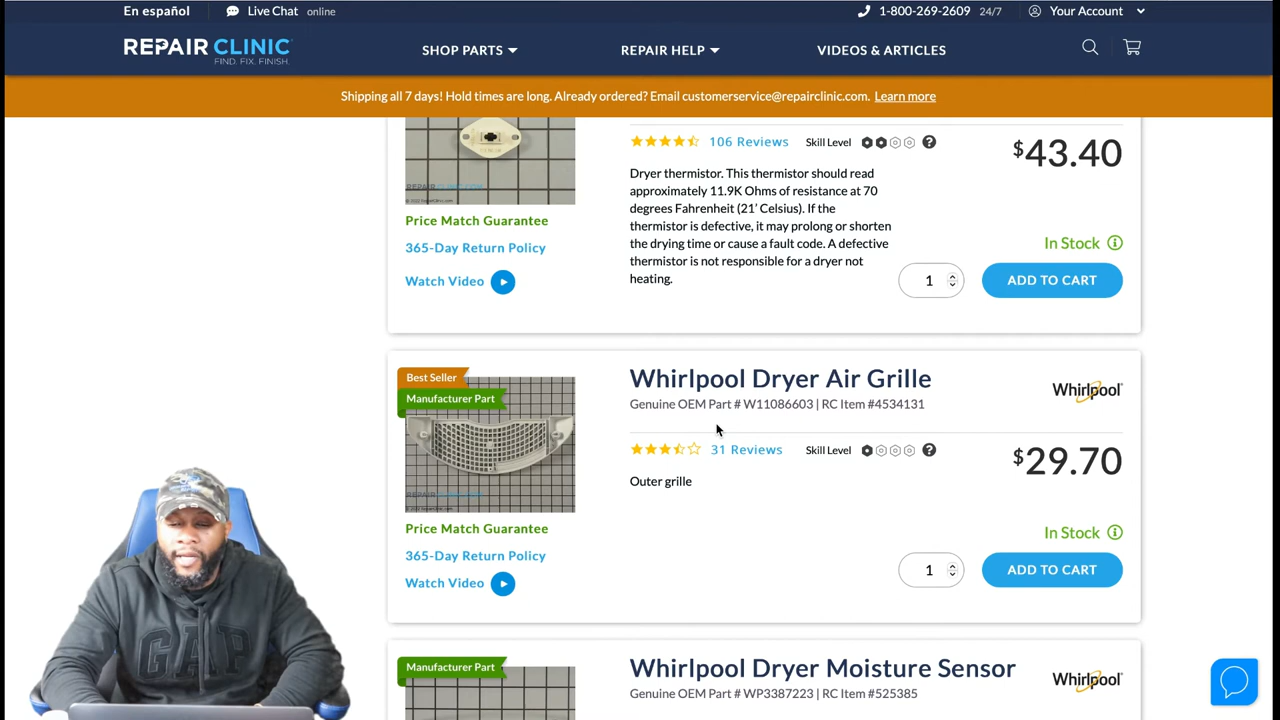 En español
Live Chat online
1-800-269-2609 24/7
Your Account
REPAIR CLINIC
FIND. FIX. FINISH.
SHOP PARTS
REPAIR HELP
VIDEOS & ARTICLES
Shipping all 7 days! Hold times are long. Already ordered? Email customerservice@repairclinic.com. Learn more
106 Reviews
Skill Level
$43.40
Dryer thermistor. This thermistor should read
approximately 11.9K Ohms of resistance at 70
degrees Fahrenheit (21' Celsius). If the
thermistor is defective, it may prolong or shorten
the drying time or cause a fault code. A defective
thermistor is not responsible for a dryer not
heating.
Price Match Guarantee
365-Day Return Policy
Watch Video
In Stock
1
ADD TO CART
Best Seller
Manufacturer Part
REPAIR CLINIC.COM
Price Match Guarantee
365-Day Return Policy
Watch Video
Whirlpool Dryer Air Grille
Genuine OEM Part # W11086603 | RC Item #4534131
Whirlpool
31 Reviews
Skill Level
$29.70
Outer grille
In Stock
1
ADD TO CART
Manufacturer Part
Whirlpool Dryer Moisture Sensor
Genuine OEM Part # WP3387223 | RC Item #525385
Whirlpool
GAP